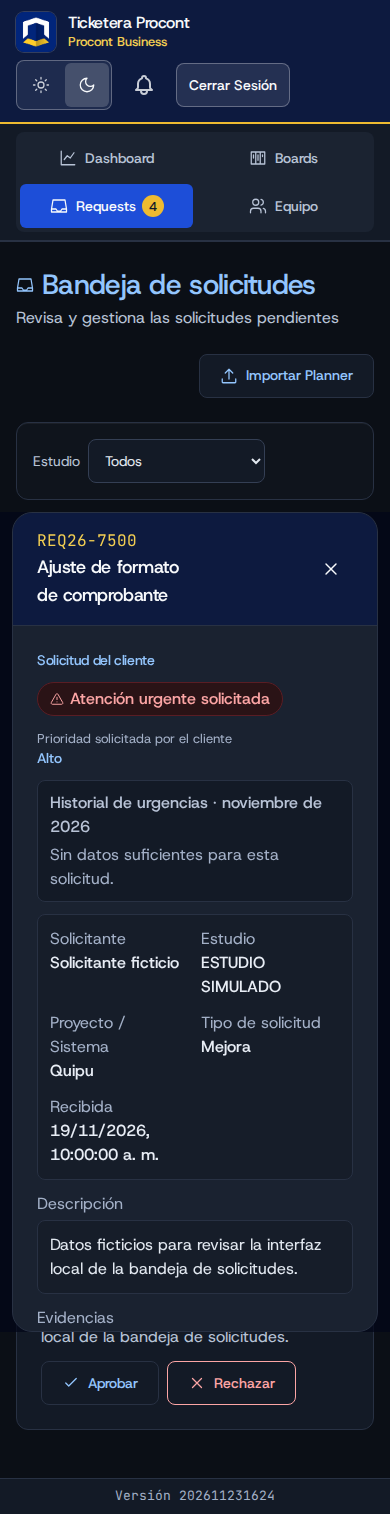 Ticketera Procont
Procont Business
Cerrar Sesión
Dashboard
Boards
Requests 4
Equipo
Bandeja de solicitudes
Revisa y gestiona las solicitudes pendientes
Importar Planner
Estudio
Todos
REQ26-7500
Ajuste de formato
de comprobante
Solicitud del cliente
Atención urgente solicitada
Prioridad solicitada por el cliente
Alto
Historial de urgencias · noviembre de
2026
Sin datos suficientes para esta
solicitud.
Solicitante
Solicitante ficticio
Estudio
ESTUDIO
SIMULADO
Proyecto /
Sistema
Quipu
Tipo de solicitud
Mejora
Recibida
19/11/2026,
10:00:00 a. m.
Descripción
Datos ficticios para revisar la interfaz
local de la bandeja de solicitudes.
Evidencias
local de la bandeja de solicitudes.
Aprobar
Rechazar
Versión 202611231624